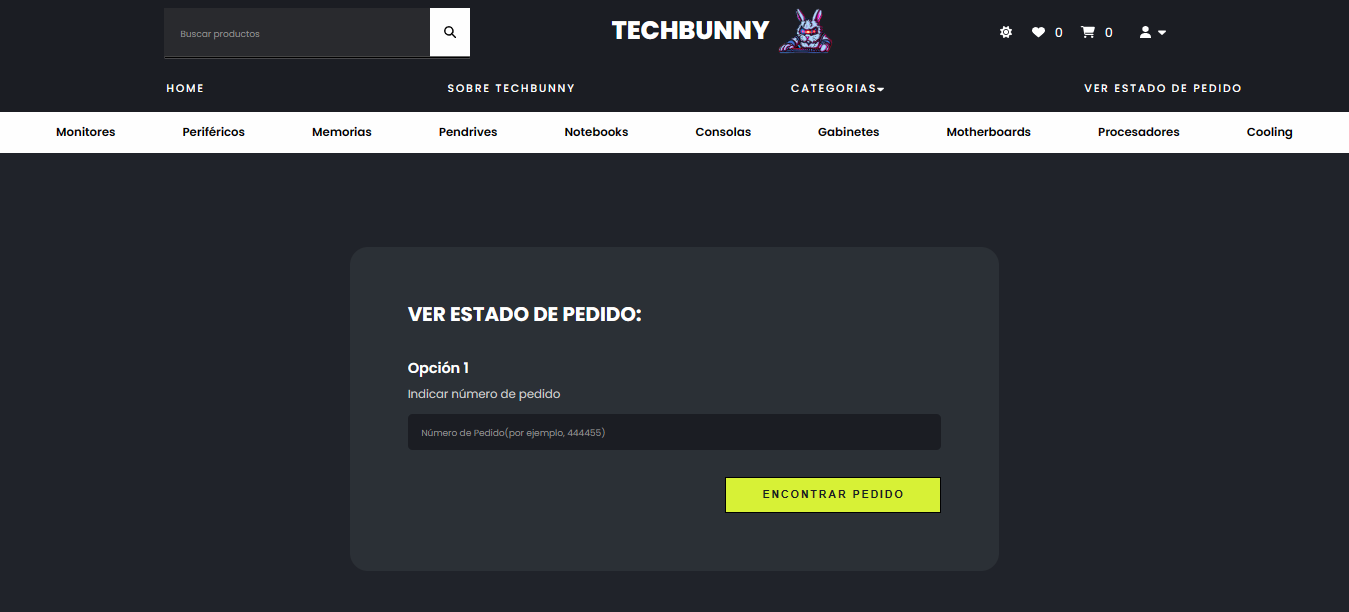 Buscar productos
TECHBUNNY
0
0
HOME
SOBRE TECHBUNNY
CATEGORIAS
VER ESTADO DE PEDIDO
Monitores
Periféricos
Memorias
Pendrives
Notebooks
Consolas
Gabinetes
Motherboards
Procesadores
Cooling
VER ESTADO DE PEDIDO:
Opción 1
Indicar número de pedido
Número de Pedido(por ejemplo, 444455)
ENCONTRAR PEDIDO